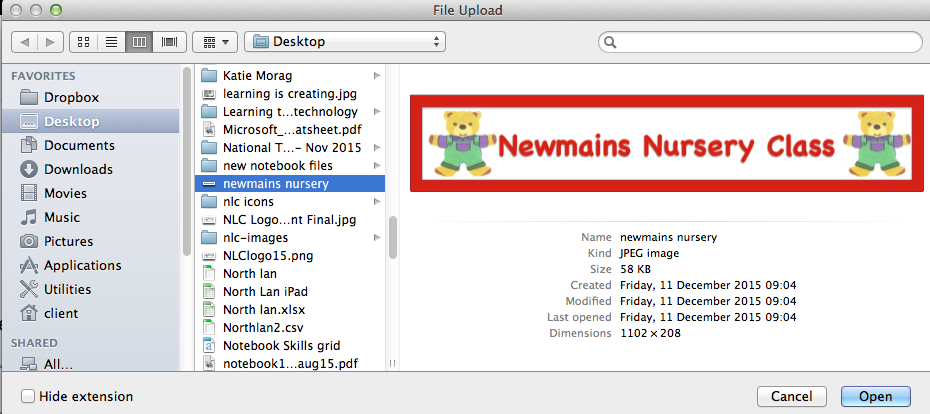 File Upload
Desktop
FAVORITES
Dropbox
Desktop
Documents
Downloads
Movies
Music
Pictures
Applications
Utilities
client
SHARED
All...
Katie Morag
learning is creating.jpg
Learning t...technology
Microsoft_...atsheet.pdf
National T...- Nov 2015
new notebook files
newmains nursery
nlc icons
NLC Logo...nt Final.jpg
nlc-images
NLClogo15.png
North lan
North Lan iPad
North lan.xlsx
Northlan2.csv
Notebook Skills grid
notebook1...aug15.pdf
Newmains Nursery Class
Name newmains nursery
Kind JPEG image
Size 58 KB
Created Friday, 11 December 2015 09:04
Modified Friday, 11 December 2015 09:04
Last opened Friday, 11 December 2015 09:04
Dimensions 1102 × 208
Hide extension
Cancel
Open